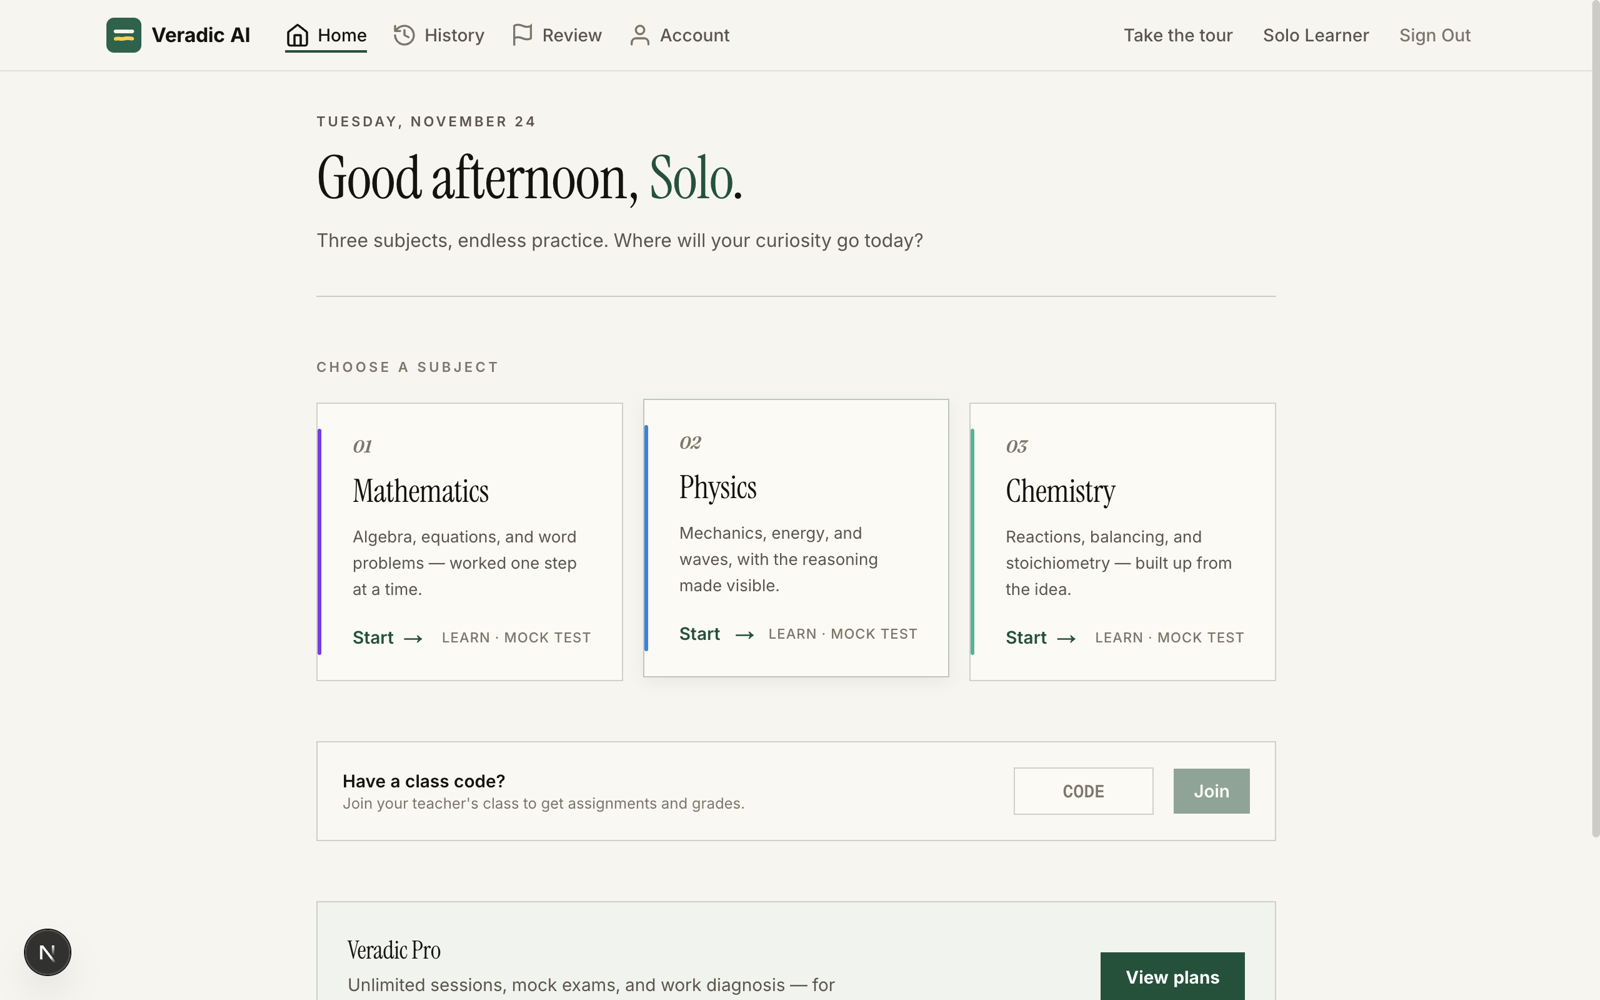 Veradic AI
Home
History
Review
Account
Take the tour
Solo Learner
Sign Out
TUESDAY, NOVEMBER 24
Good afternoon, Solo.
Three subjects, endless practice. Where will your curiosity go today?
CHOOSE A SUBJECT
01
Mathematics
Algebra, equations, and word
problems — worked one step
at a time.
Start → LEARN · MOCK TEST
02
Physics
Mechanics, energy, and
waves, with the reasoning
made visible.
Start → LEARN · MOCK TEST
03
Chemistry
Reactions, balancing, and
stoichiometry — built up from
the idea.
Start → LEARN · MOCK TEST
Have a class code?
Join your teacher's class to get assignments and grades.
CODE
Join
Veradic Pro
Unlimited sessions, mock exams, and work diagnosis — for
View plans
N